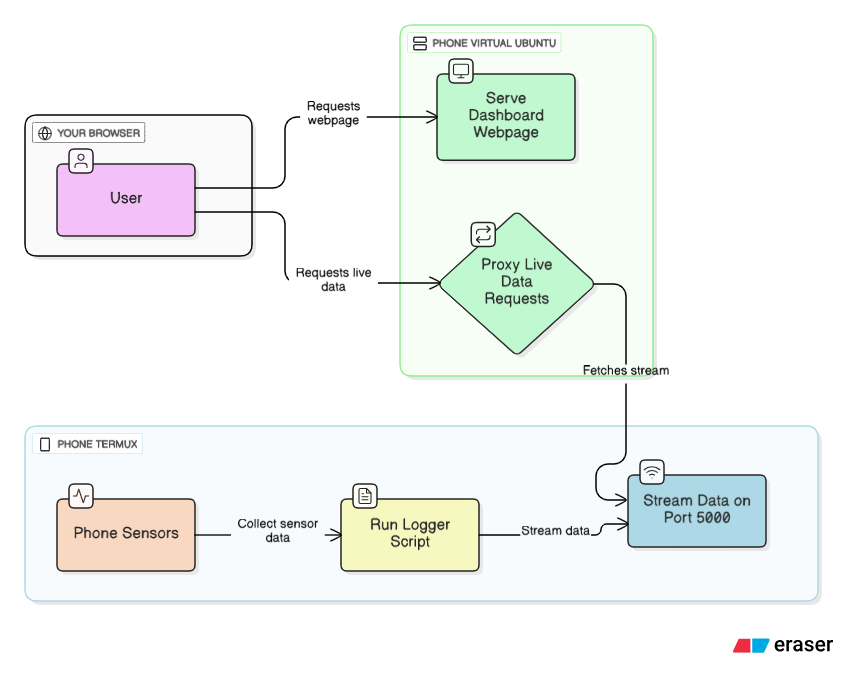 PHONE VIRTUAL UBUNTU
Serve
Dashboard
Webpage
Requests
webpage
YOUR BROWSER
User
Requests live
data
Proxy Live
Data
Requests
Fetches stream
PHONE TERMUX
Phone Sensors
Collect sensor
data
Run Logger
Script
Stream data
Stream Data on
Port 5000
eraser